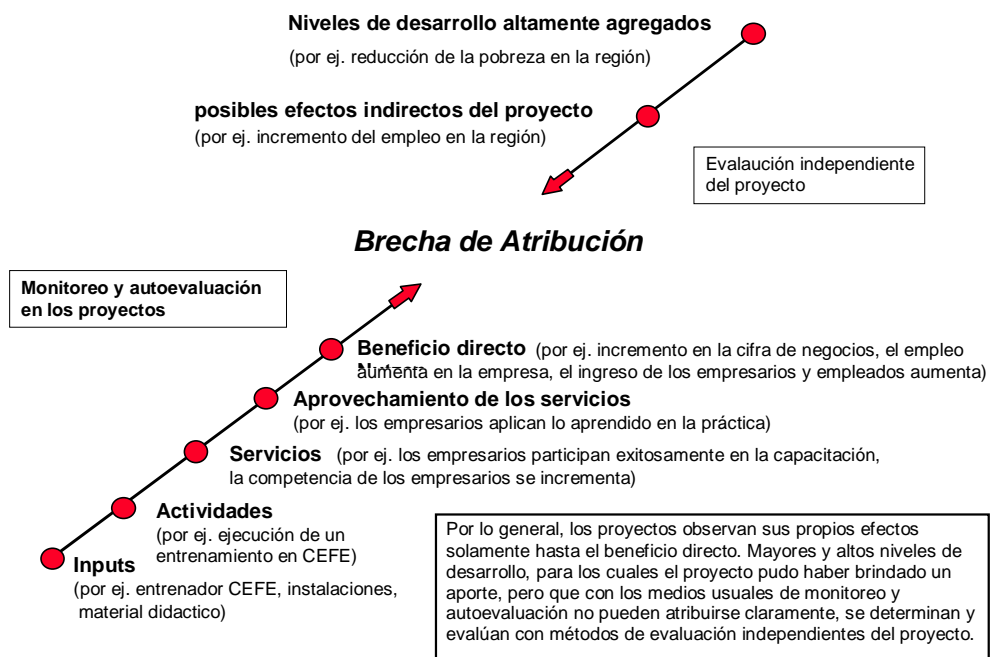 Niveles de desarrollo altamente agregados
(por ej. reducción de la pobreza en la región)
posibles efectos indirectos del proyecto
(por ej. incremento del empleo en la región)
Evalaución independiente
del proyecto
Brecha de Atribución
Monitoreo y autoevaluación
en los proyectos
Beneficio directo (por ej. incremento en la cifra de negocios, el empleo
aumenta en la empresa, el ingreso de los empresarios y empleados aumenta)
Aprovechamiento de los servicios
(por ej. los empresarios aplican lo aprendido en la práctica)
Servicios (por ej. los empresarios participan exitosamente en la capacitación,
la competencia de los empresarios se incrementa)
Actividades
(por ej. ejecución de un
entrenamiento en CEFE)
Inputs
(por ej. entrenador CEFE, instalaciones,
material didactico)
Por lo general, los proyectos observan sus propios efectos
solamente hasta el beneficio directo. Mayores y altos niveles de
desarrollo, para los cuales el proyecto pudo haber brindado un
aporte, pero que con los medios usuales de monitoreo y
autoevaluación no pueden atribuirse claramente, se determinan y
evalúan con métodos de evaluación independientes del proyecto.